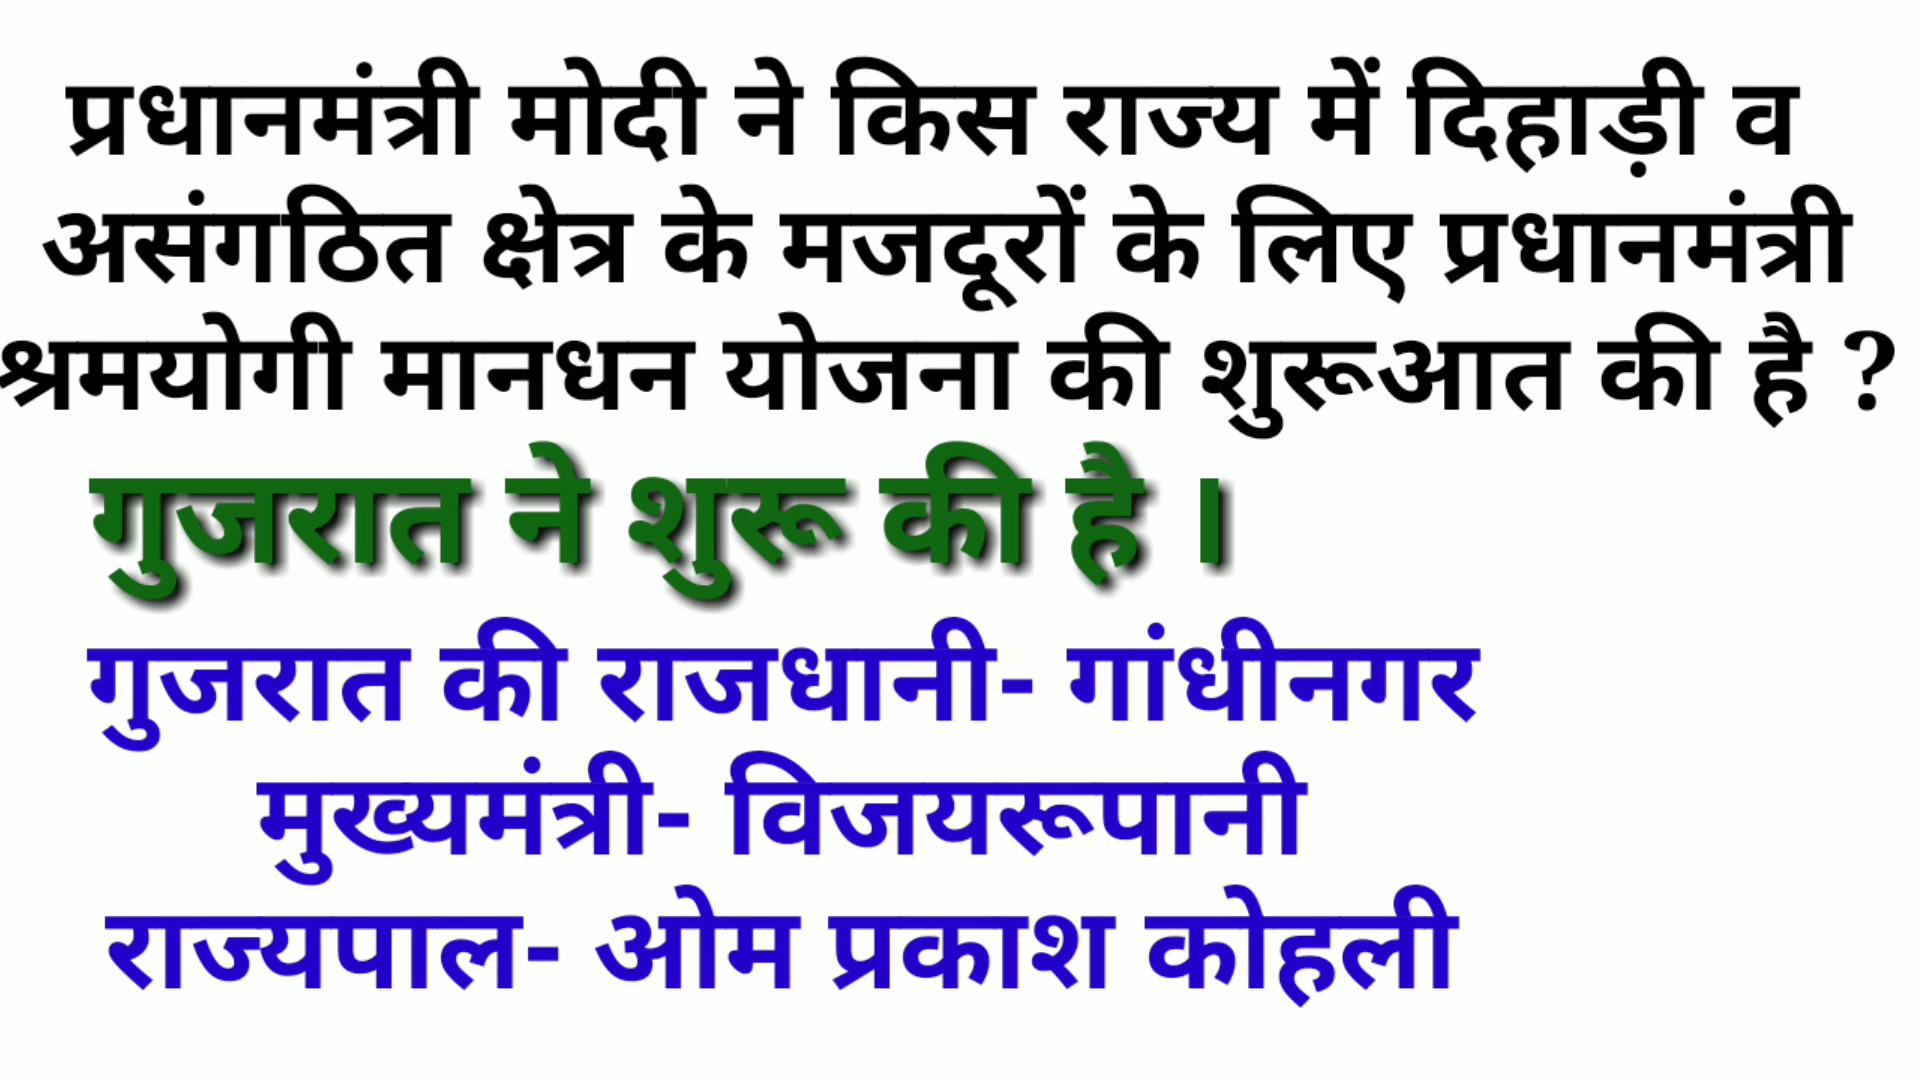 प्रधानमंत्री मोदी ने किस राज्य में दिहाड़ी व
असंगठित क्षेत्र के मजदूरों के लिए प्रधानमंत्री
श्रमयोगी मानधन योजना की शुरूआत की है ?
गुजरात ने शुरू की है ।
गुजरात की राजधानी- गांधीनगर
मुख्यमंत्री- विजयरूपानी
राज्यपाल- ओम प्रकाश कोहली